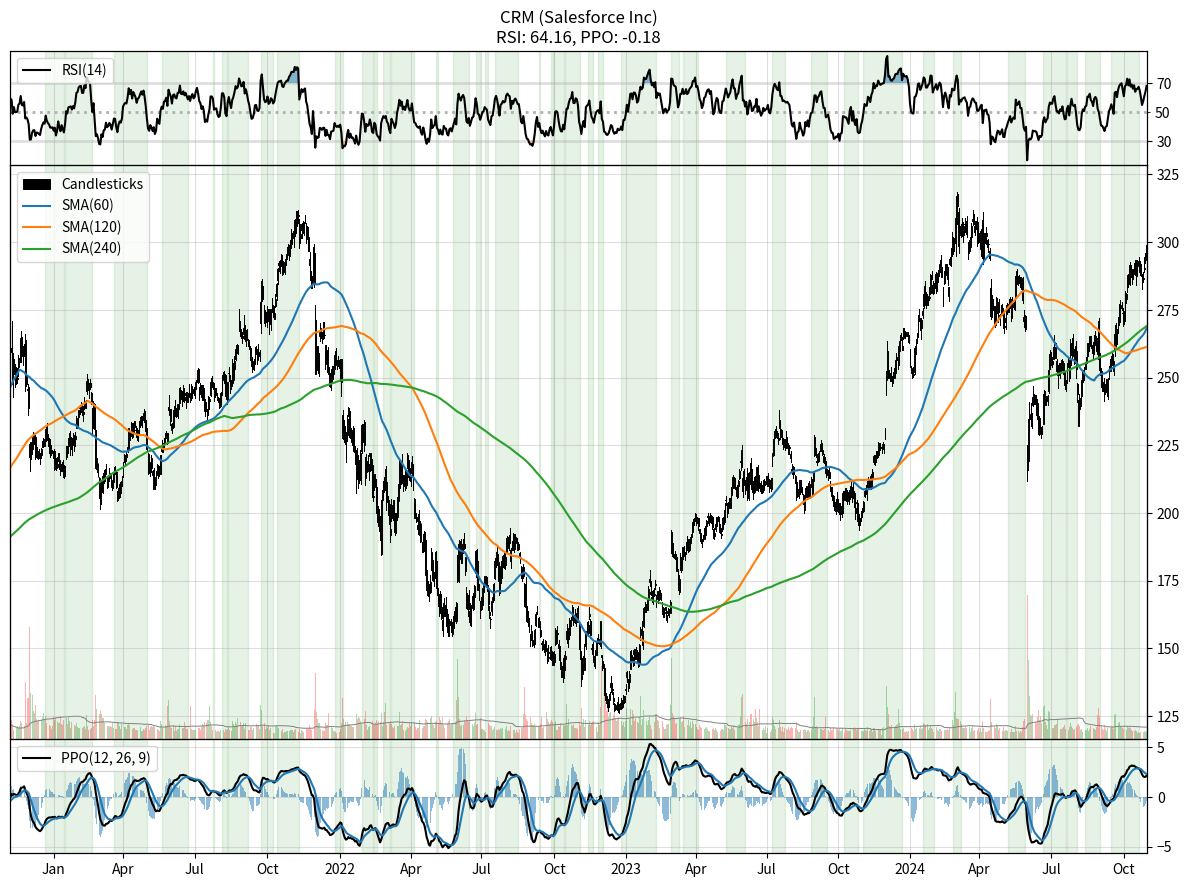 CRM (Salesforce Inc)
RSI: 64.16, PPO: -0.18
RSI(14)
70
50
30
Candlesticks
SMA(60)
SMA(120)
SMA(240)
325
300
275
250
225
200
175
150
125
PPO(12, 26, 9)
5
0
−5
Jan Apr Jul Oct 2022 Apr Jul Oct 2023 Apr Jul Oct 2024 Apr Jul Oct